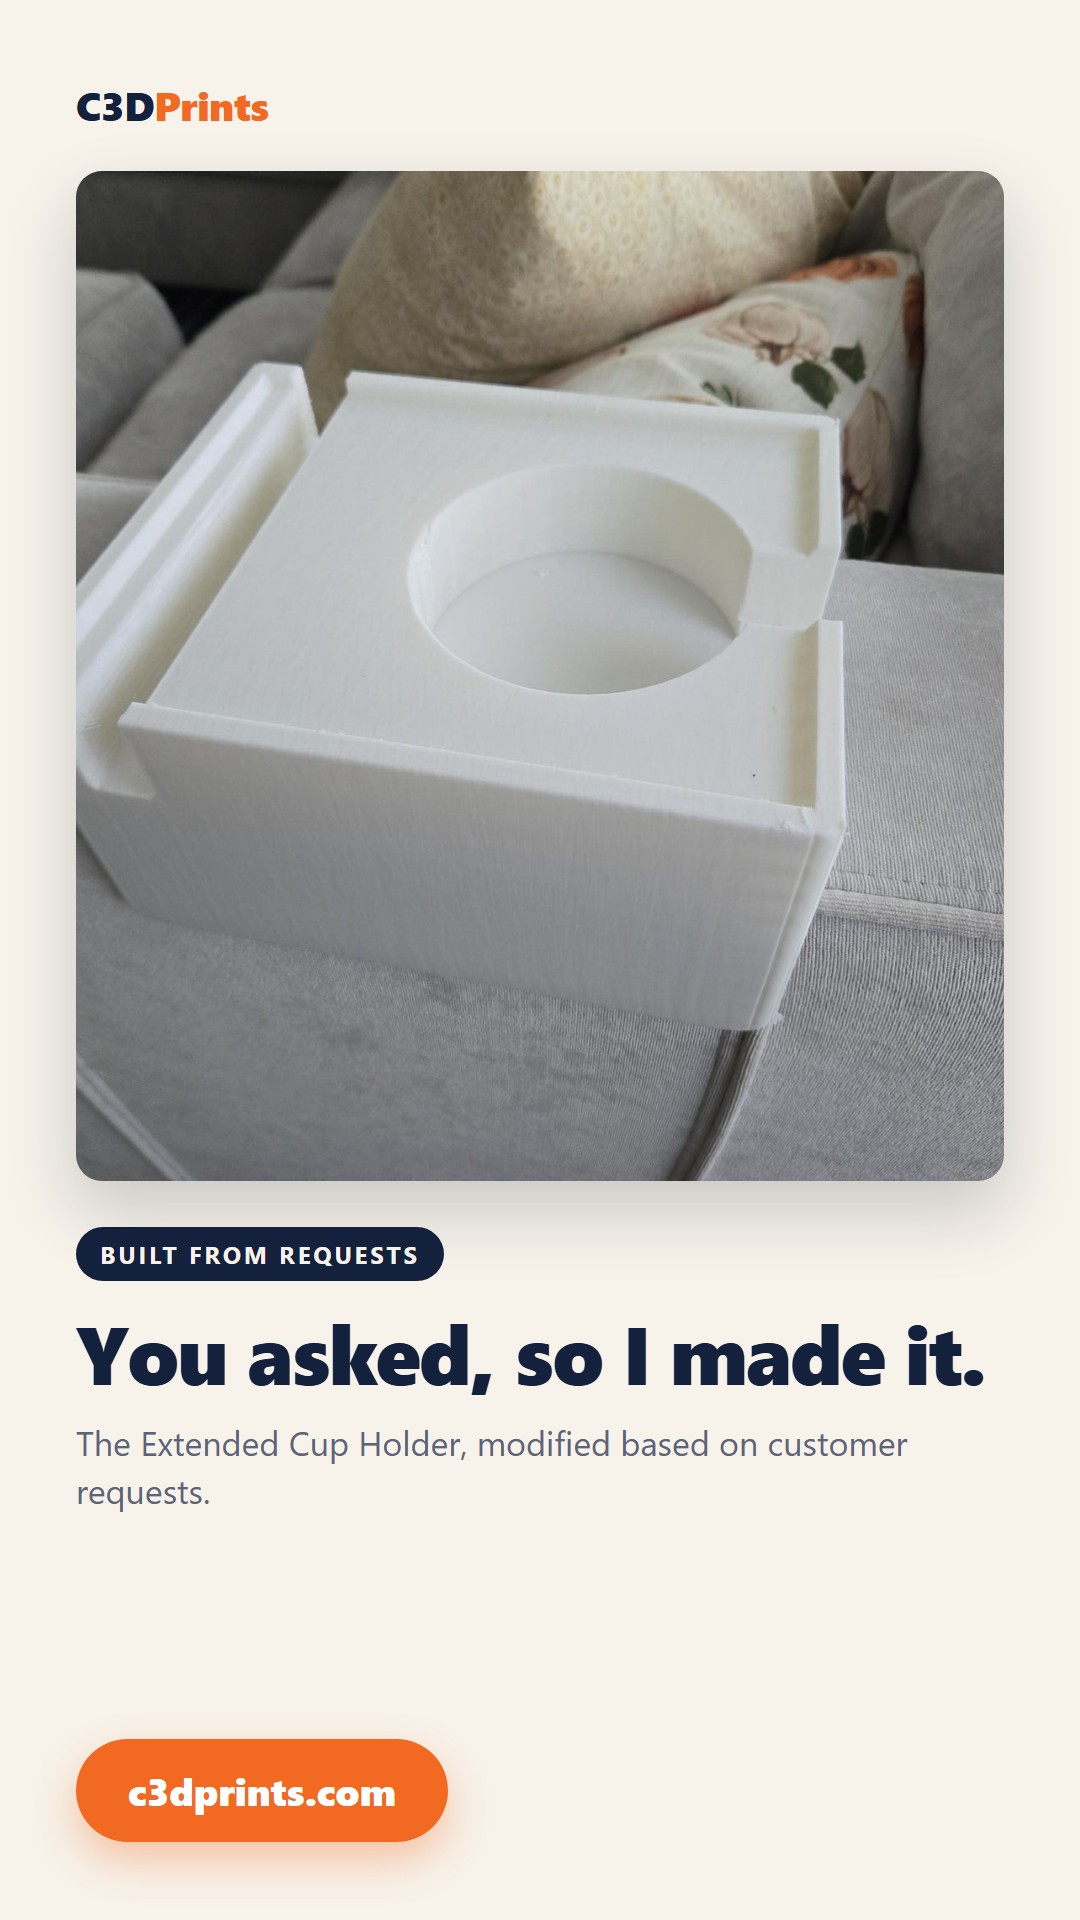 C3DPrints
BUILT FROM REQUESTS
You asked, so I made it.
The Extended Cup Holder, modified based on customer
requests.
c3dprints.com